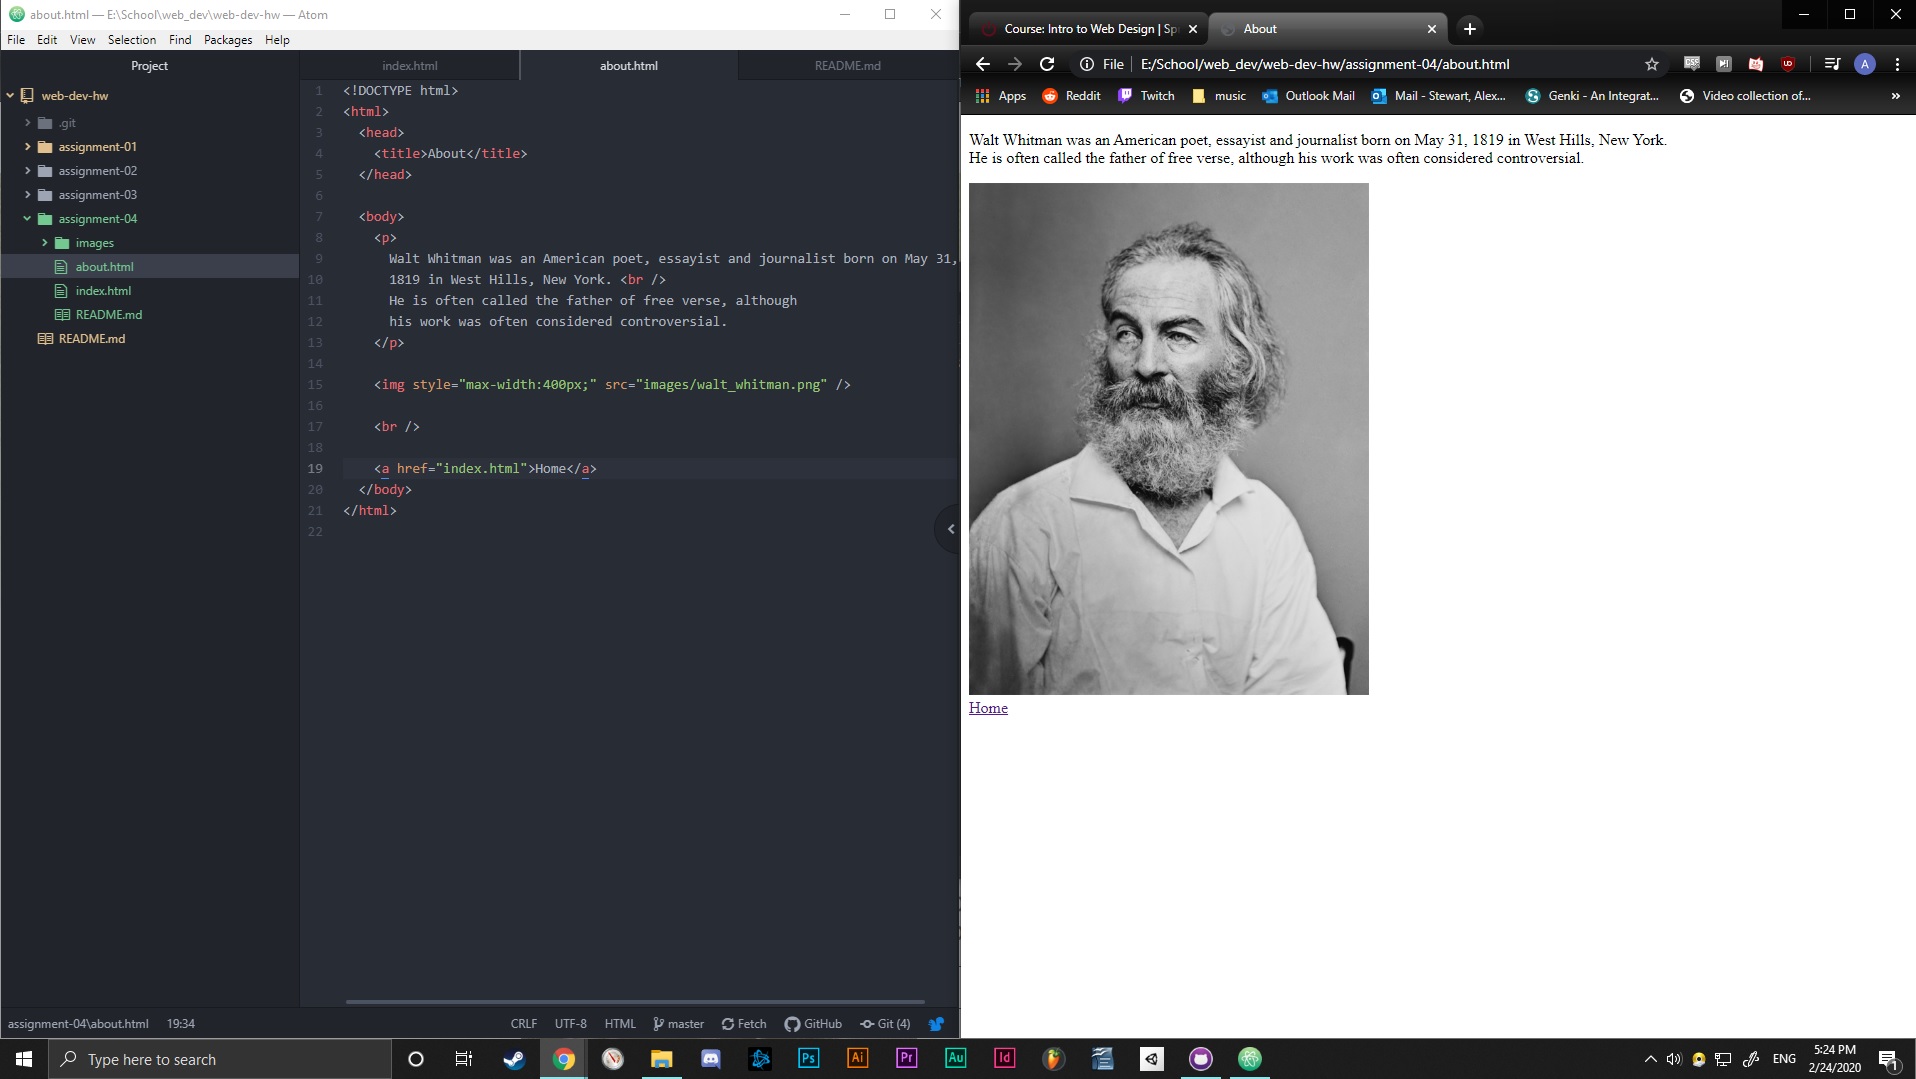 about.html — E:\School\web_dev\web-dev-hw — Atom
File Edit View Selection Find Packages Help
Project
web-dev-hw
.git
assignment-01
assignment-02
assignment-03
assignment-04
images
about.html
index.html
README.md
README.md
index.html about.html README.md
1 <!DOCTYPE html>
2 <html>
3 <head>
4 <title>About</title>
5 </head>
6
7 <body>
8 <p>
9 Walt Whitman was an American poet, essayist and journalist born on May 31,
10 1819 in West Hills, New York. <br />
11 He is often called the father of free verse, although
12 his work was often considered controversial.
13 </p>
14
15 <img style="max-width:400px;" src="images/walt_whitman.png" />
16
17 <br />
18
19 <a href="index.html">Home</a>
20 </body>
21 </html>
22
assignment-04\about.html 19:34 CRLF UTF-8 HTML master Fetch GitHub Git (4)
Course: Intro to Web Design | Sp About
File E:/School/web_dev/web-dev-hw/assignment-04/about.html
Apps Reddit Twitch music Outlook Mail Mail - Stewart, Alex... Genki - An Integrat... Video collection of... »
Walt Whitman was an American poet, essayist and journalist born on May 31, 1819 in West Hills, New York.
He is often called the father of free verse, although his work was often considered controversial.
Home
Type here to search Ps Ai Pr Au Id ENG 5:24 PM
2/24/2020 1